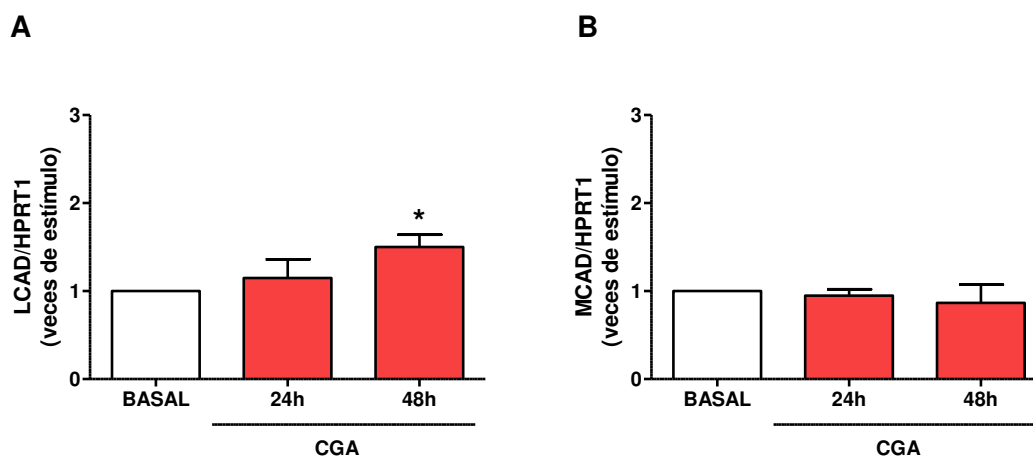 A
LCAD/HPRT1
(veces de estímulo)
3
2
1
0
*
BASAL
24h
48h
CGA
B
MCAD/HPRT1
(veces de estímulo)
3
2
1
0
BASAL
24h
48h
CGA